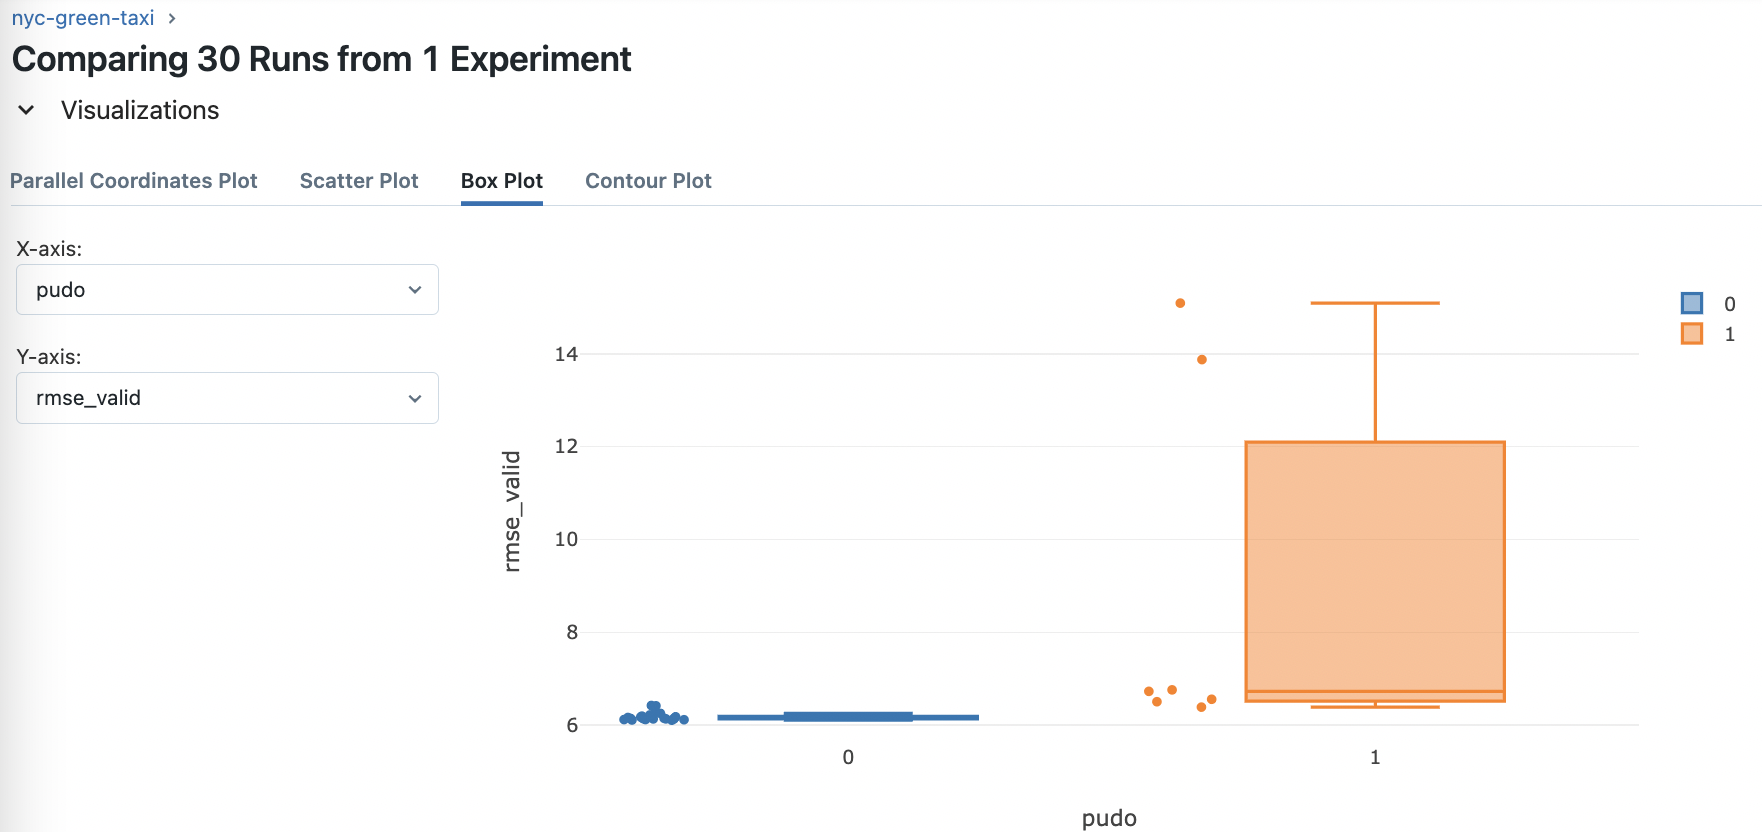 nyc-green-taxi >
Comparing 30 Runs from 1 Experiment
Visualizations
Parallel Coordinates Plot Scatter Plot Box Plot Contour Plot
X-axis:
pudo
Y-axis:
rmse_valid
rmse_valid
14
12
10
8
6
0 1
pudo
0
1